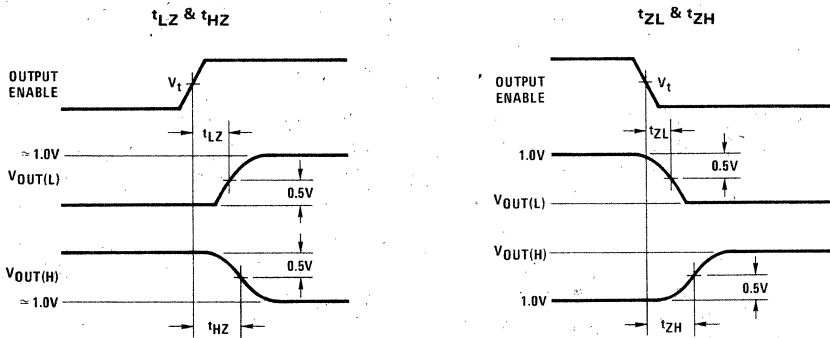 tLZ & tHZ
OUTPUT
ENABLE
Vt
tLZ
≃ 1.0V
VOUT(L)
0.5V
VOUT(H)
0.5V
≃ 1.0V
tHZ
tZL & tZH
OUTPUT
ENABLE
Vt
tZL
1.0V
0.5V
VOUT(L)
VOUT(H)
0.5V
1.0V
tZH